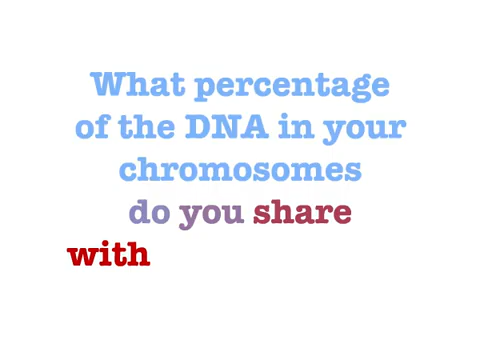 What percentage
of the DNA in your
chromosomes
do you share
with